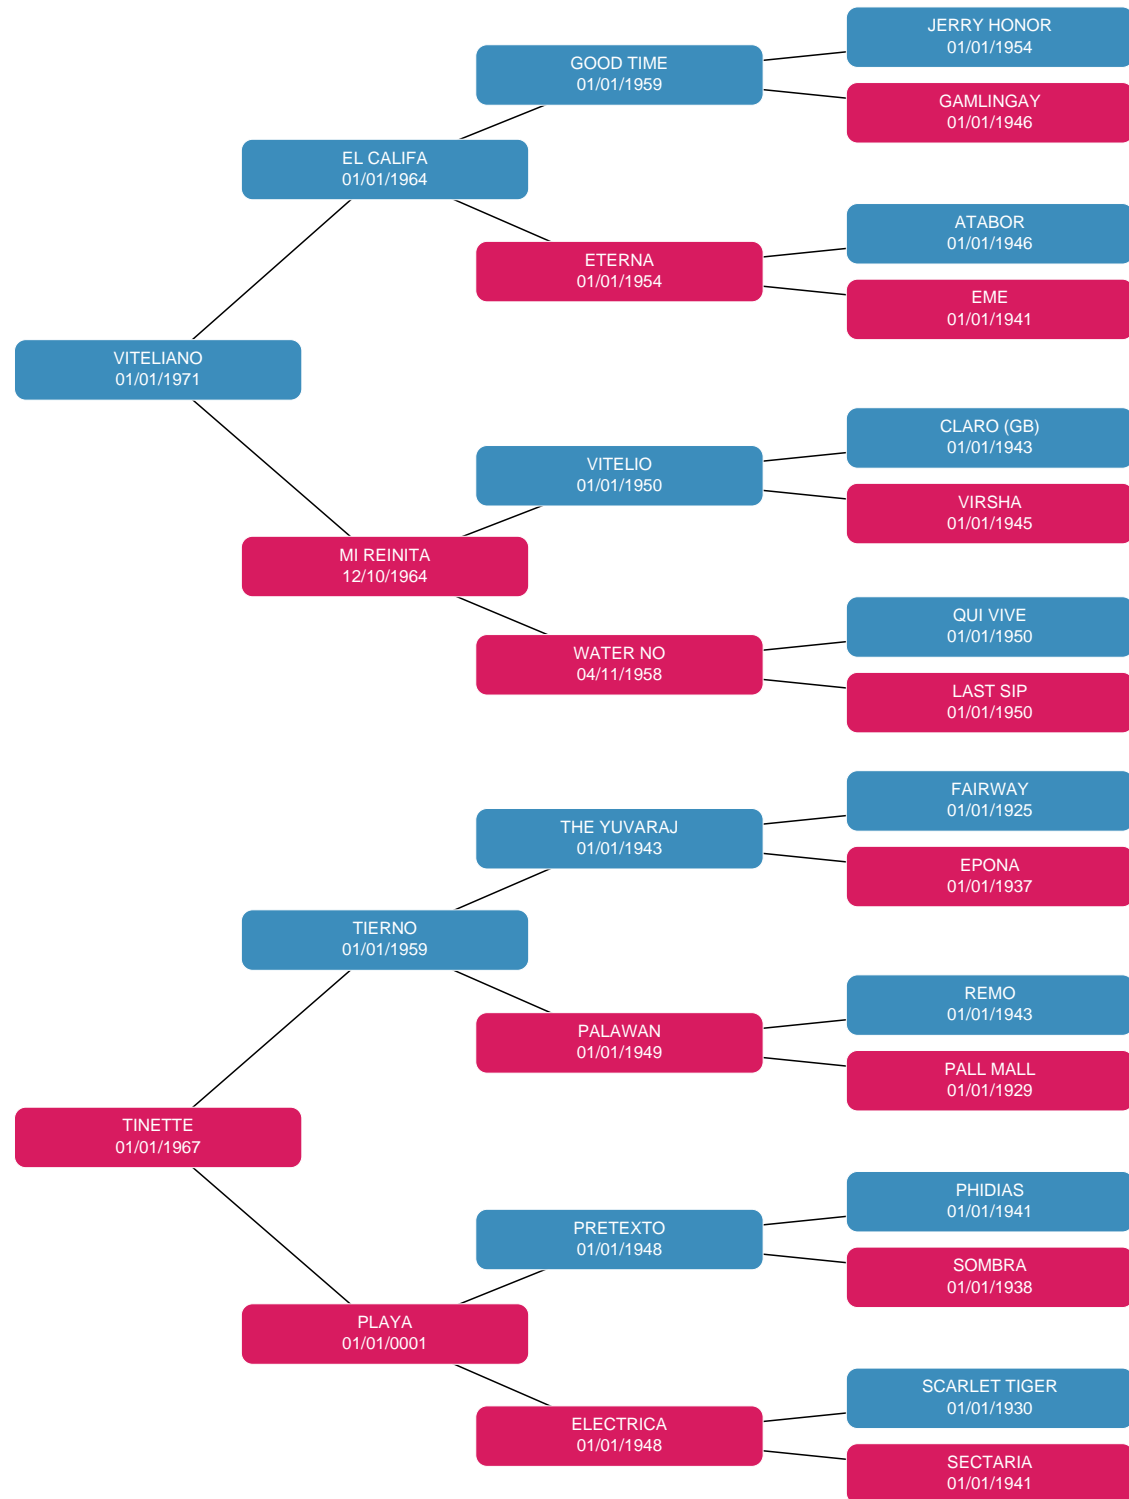 JERRY HONOR
01/01/1954
GOOD TIME
01/01/1959
GAMLINGAY
01/01/1946
EL CALIFA
01/01/1964
ATABOR
01/01/1946
ETERNA
01/01/1954
EME
01/01/1941
VITELIANO
01/01/1971
CLARO (GB)
01/01/1943
VITELIO
01/01/1950
VIRSHA
01/01/1945
MI REINITA
12/10/1964
QUI VIVE
01/01/1950
WATER NO
04/11/1958
LAST SIP
01/01/1950
FAIRWAY
01/01/1925
THE YUVARAJ
01/01/1943
EPONA
01/01/1937
TIERNO
01/01/1959
REMO
01/01/1943
PALAWAN
01/01/1949
PALL MALL
01/01/1929
TINETTE
01/01/1967
PHIDIAS
01/01/1941
PRETEXTO
01/01/1948
SOMBRA
01/01/1938
PLAYA
01/01/0001
SCARLET TIGER
01/01/1930
ELECTRICA
01/01/1948
SECTARIA
01/01/1941